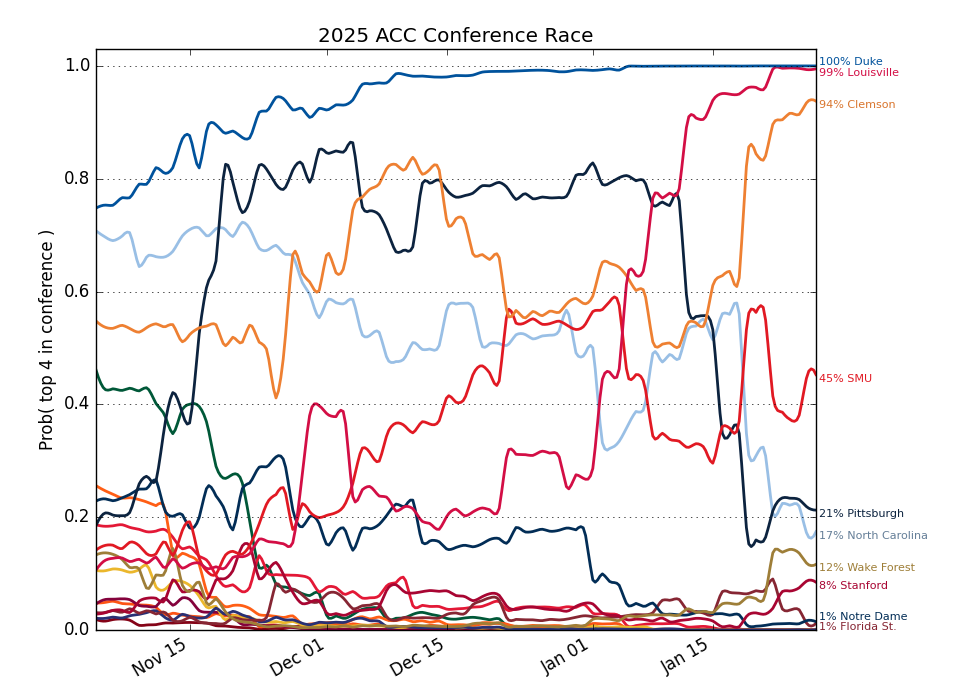 2025 ACC Conference Race
Prob( top 4 in conference )
1.0
0.8
0.6
0.4
0.2
0.0
Nov 15
Dec 01
Dec 15
Jan 01
Jan 15
100% Duke
99% Louisville
94% Clemson
45% SMU
21% Pittsburgh
17% North Carolina
12% Wake Forest
8% Stanford
1% Notre Dame
1% Florida St.